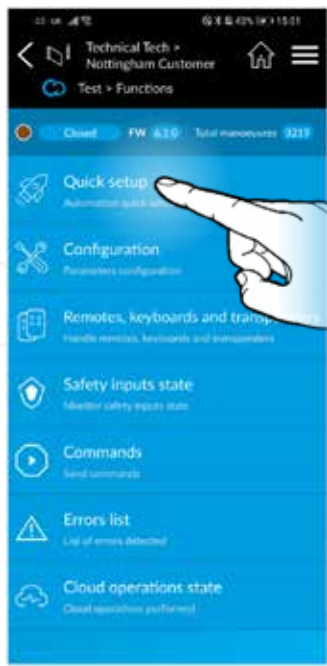 Technical Tech >
Nottingham Customer
Test > Functions
Closed FW 6.1.0 Total manoeuvres 3219
Quick setup
Automation quick
Configuration
Parameters configuration
Remotes, keyboards and
Handle remotes, keyboards and transponders
Safety inputs state
Monitor safety inputs state
Commands
Send commands
Errors list
List of errors detected
Cloud operations state
Cloud operations performed